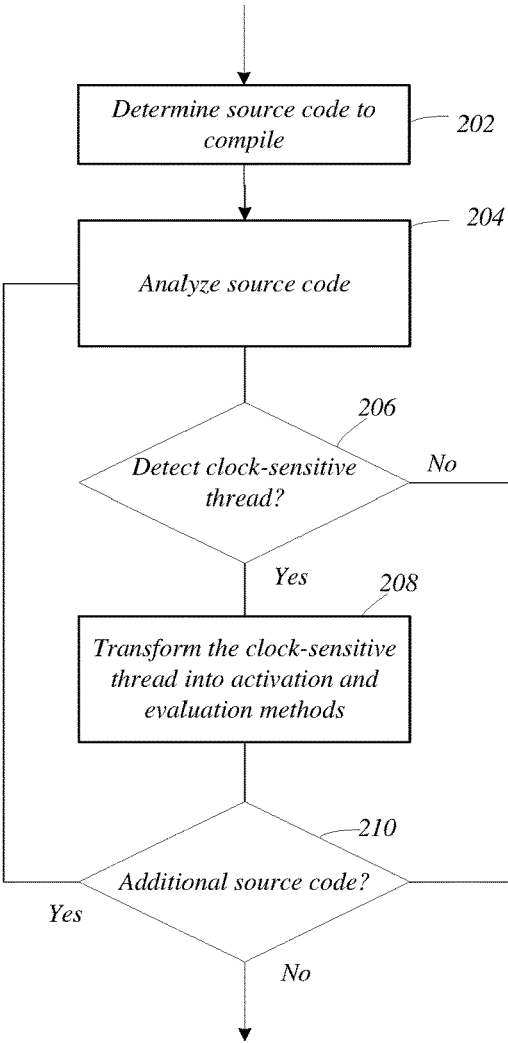 Determine source code to
compile
202
204
Analyze source code
206
Detect clock-sensitive
thread?
No
Yes
208
Transform the clock-sensitive
thread into activation and
evaluation methods
210
Additional source code?
Yes
No